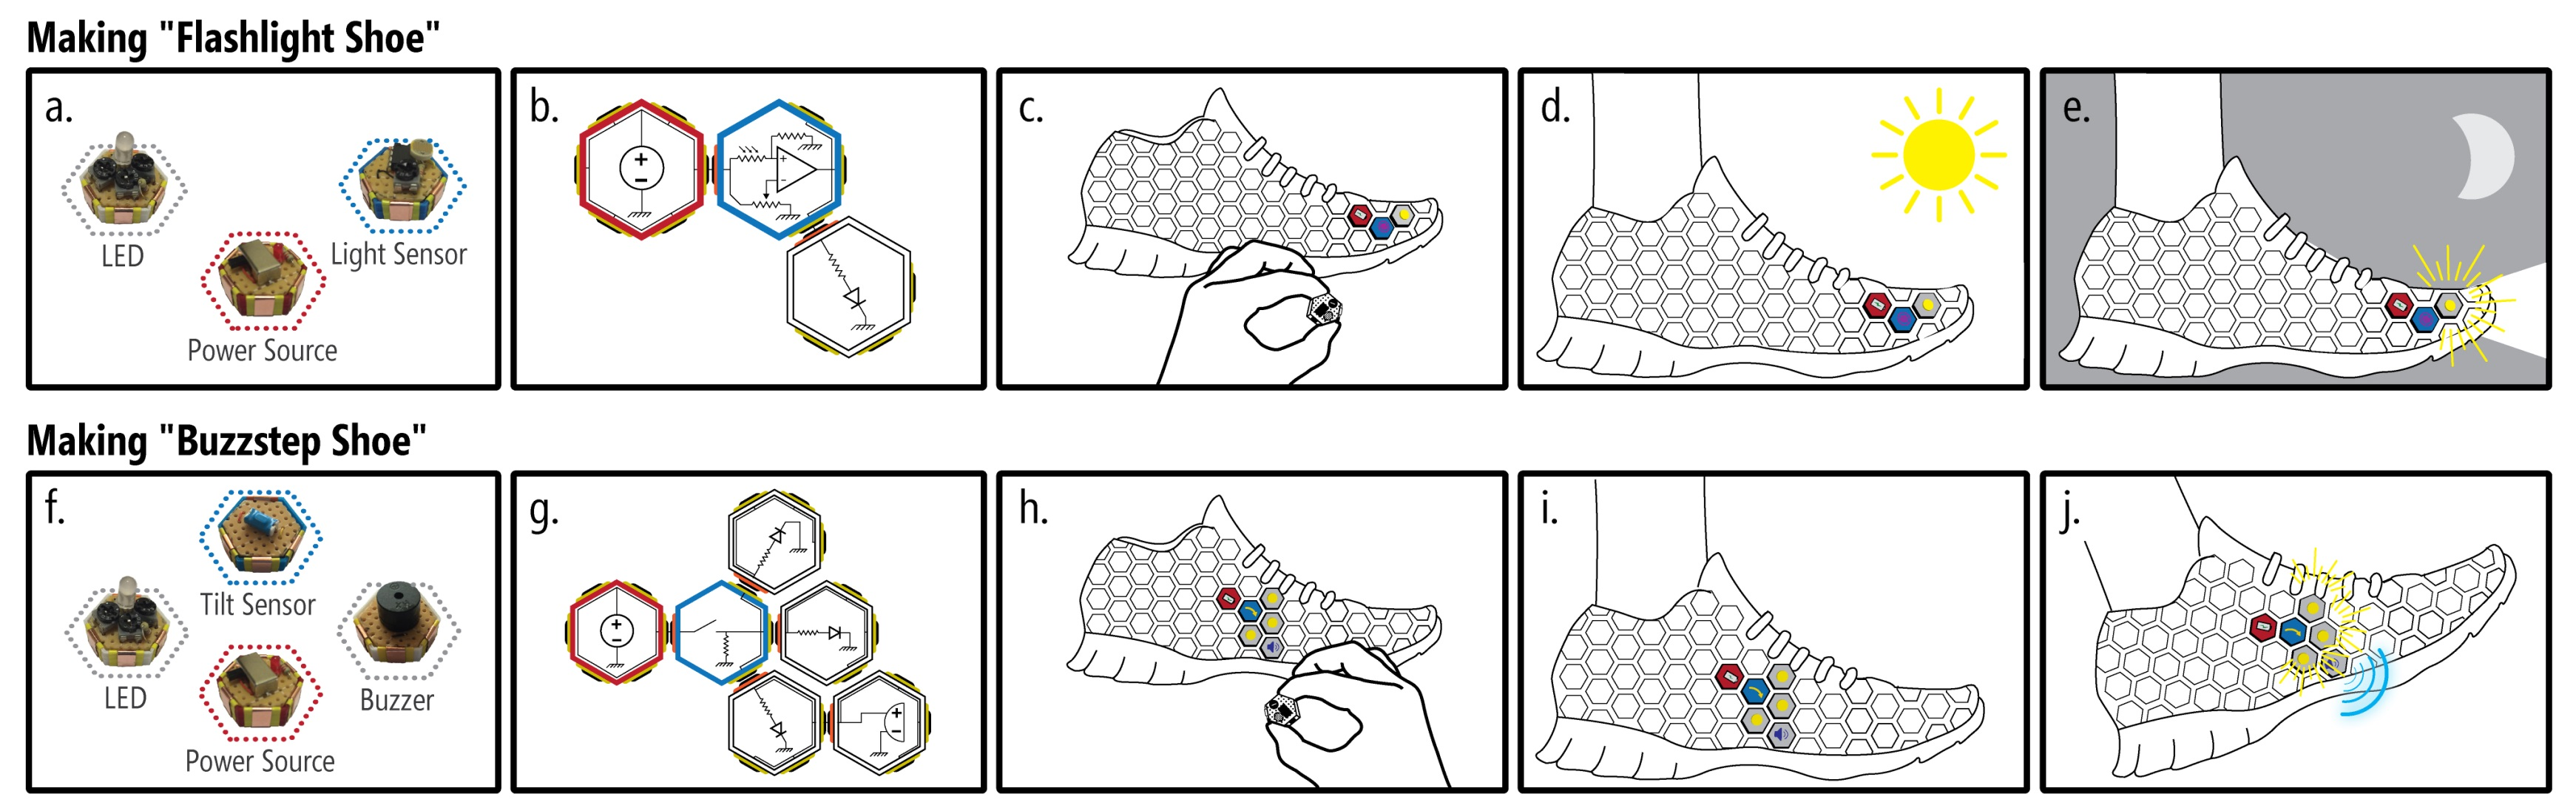 Making "Flashlight Shoe"
a.
LED
Light Sensor
Power Source
b.
+
−
+
-
c.
d.
e.
Making "Buzzstep Shoe"
f.
Tilt Sensor
LED
Buzzer
Power Source
g.
+
−
+
−
h.
i.
j.